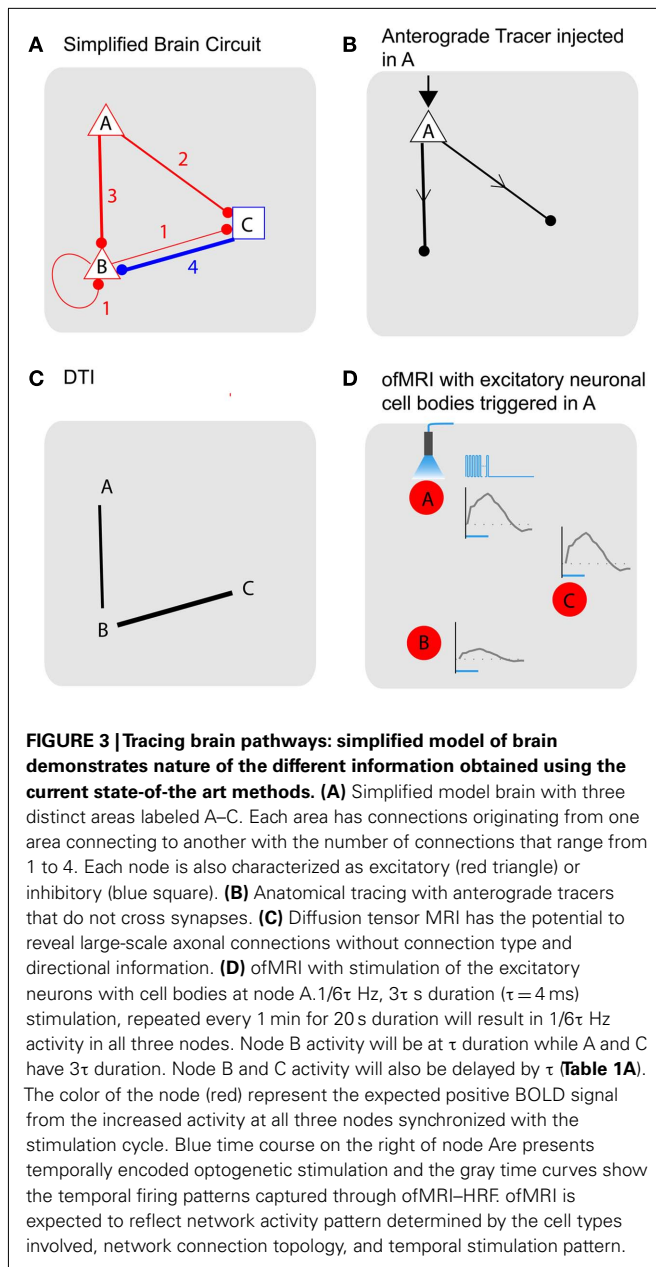 A Simplified Brain Circuit
B Anterograde Tracer injected
in A
A
2
3
1
C
B
4
1
A
C DTI
D ofMRI with excitatory neuronal
cell bodies triggered in A
A
B
C
A
C
B
FIGURE 3 | Tracing brain pathways: simplified model of brain
demonstrates nature of the different information obtained using the
current state-of-the art methods. (A) Simplified model brain with three
distinct areas labeled A–C. Each area has connections originating from one
area connecting to another with the number of connections that range from
1 to 4. Each node is also characterized as excitatory (red triangle) or
inhibitory (blue square). (B) Anatomical tracing with anterograde tracers
that do not cross synapses. (C) Diffusion tensor MRI has the potential to
reveal large-scale axonal connections without connection type and
directional information. (D) ofMRI with stimulation of the excitatory
neurons with cell bodies at node A.1/6τ Hz, 3τ s duration (τ = 4 ms)
stimulation, repeated every 1 min for 20 s duration will result in 1/6τ Hz
activity in all three nodes. Node B activity will be at τ duration while A and C
have 3τ duration. Node B and C activity will also be delayed by τ (Table 1A).
The color of the node (red) represent the expected positive BOLD signal
from the increased activity at all three nodes synchronized with the
stimulation cycle. Blue time course on the right of node Are presents
temporally encoded optogenetic stimulation and the gray time curves show
the temporal firing patterns captured through ofMRI–HRF. ofMRI is
expected to reflect network activity pattern determined by the cell types
involved, network connection topology, and temporal stimulation pattern.